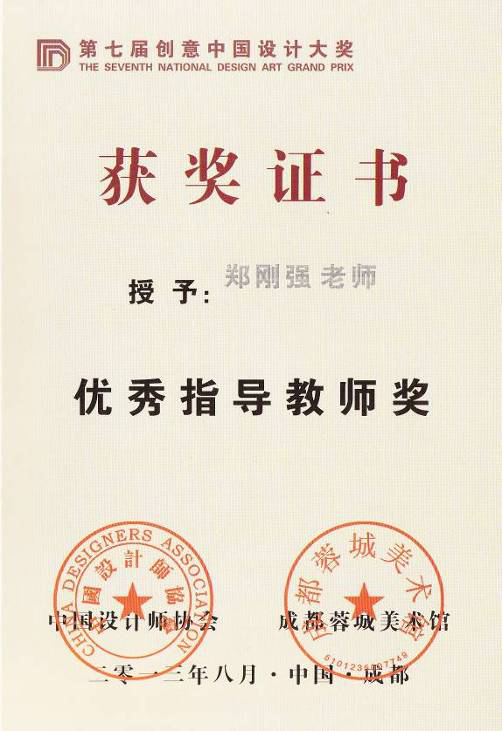 第七届创意中国设计大奖
THE SEVENTH NATIONAL DESIGN ART GRAND PRIX
获奖证书
授予:郑刚强老师
优秀指导教师奖
CHINA DESIGNERS ASSOCIATION
中國設計師協會
成都蓉城美术馆
中国设计师协会 成都蓉城美术馆
二零一三年八月·中国·成都